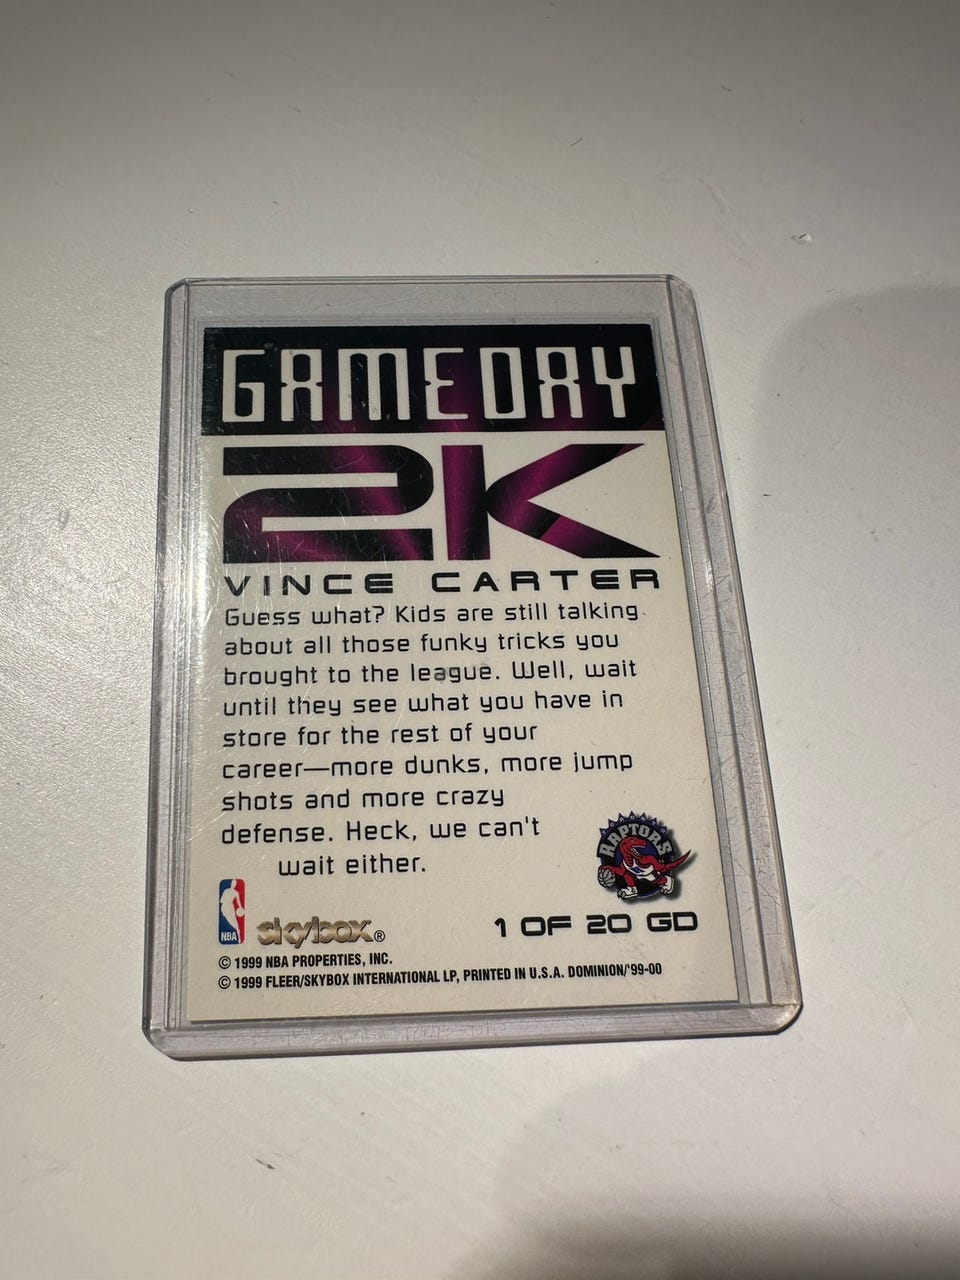 GAMEDAY
2K
VINCE CARTER
Guess what? Kids are still talking
about all those funky tricks you
brought to the league. Well, wait
until they see what you have in
store for the rest of your
career—more dunks, more jump
shots and more crazy
defense. Heck, we can't
wait either.
RAPTORS
NBA
skybox®
1 OF 20 GD
© 1999 NBA PROPERTIES, INC.
© 1999 FLEER/SKYBOX INTERNATIONAL LP, PRINTED IN U.S.A. DOMINION/'99-00